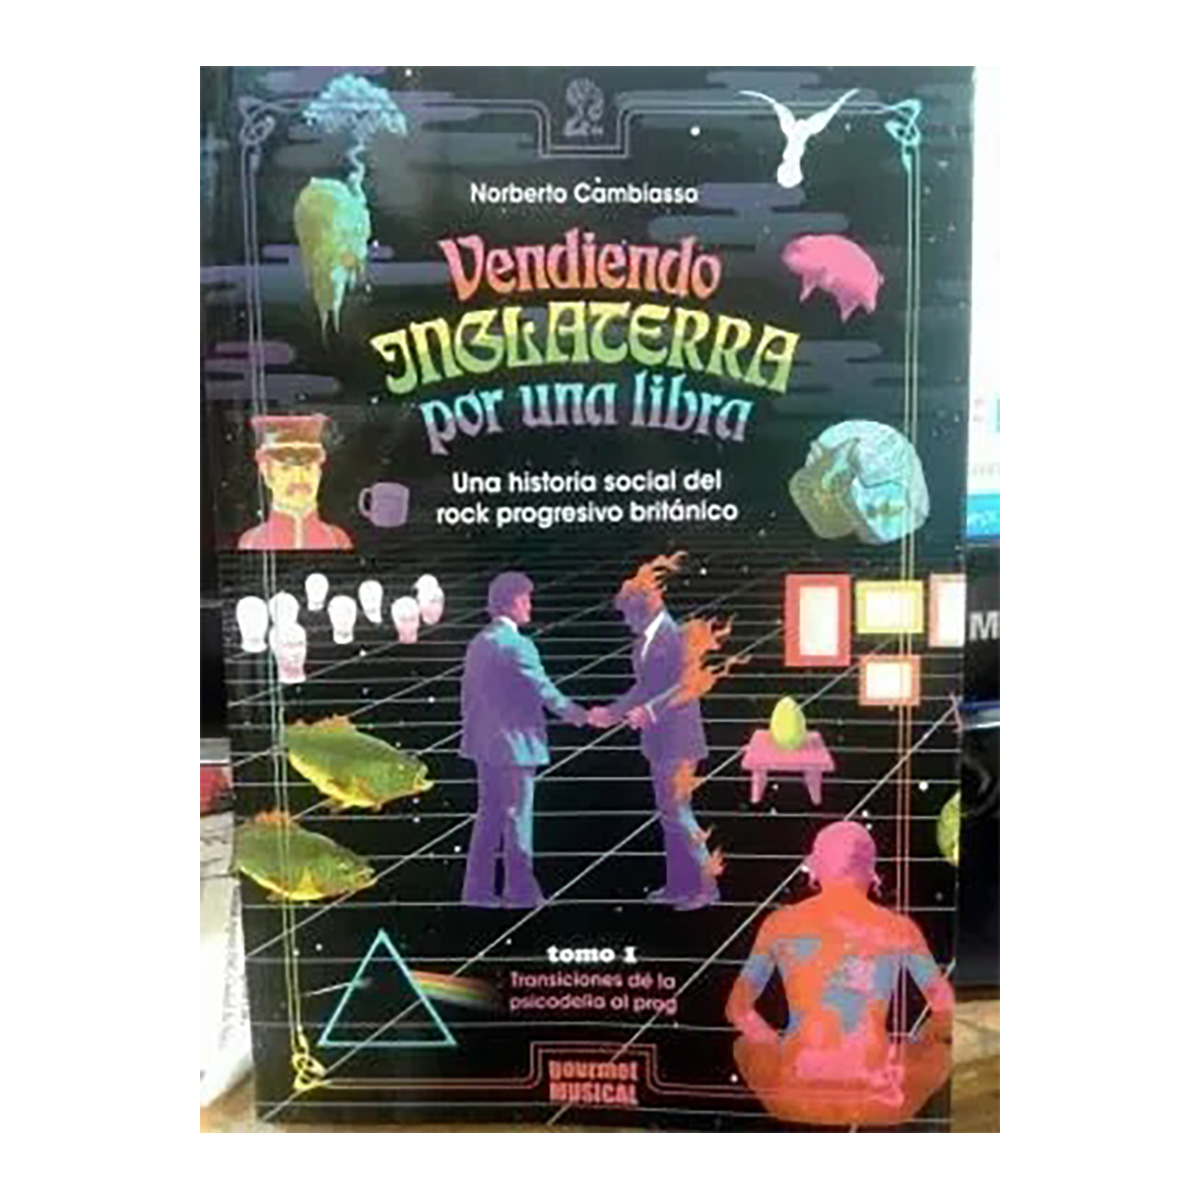 Norberto Cambiasso
Vendiendo
INGLATERRA
por una libra
Una historia social del
rock progresivo británico
tomo 1
Transiciones de la
psicodelia al prog
gourmet
MUSICAL
M